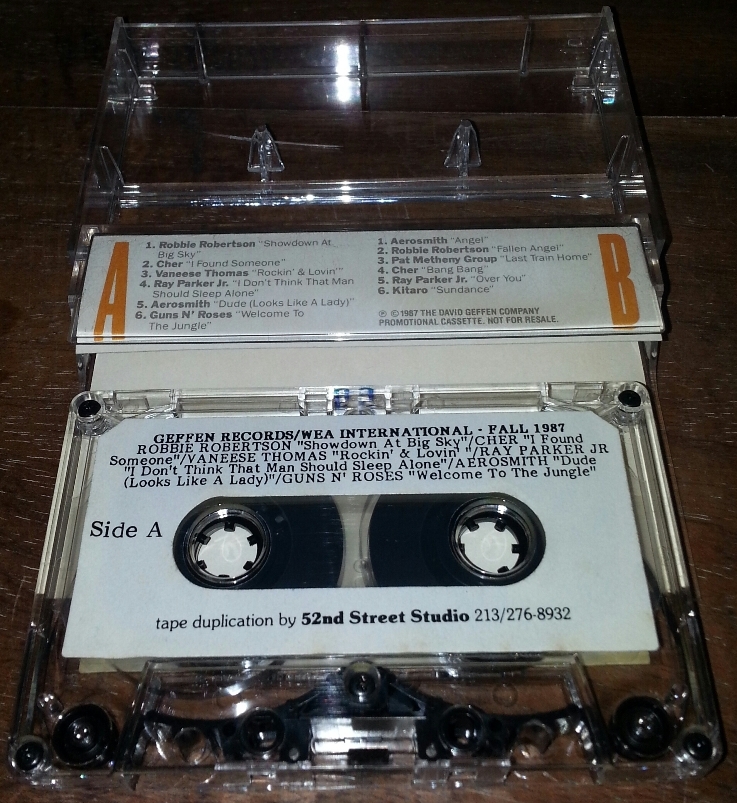 A
1. Robbie Robertson "Showdown At
Big Sky"
2. Cher "I Found Someone"
3. Vaneese Thomas "Rockin' & Lovin'"
4. Ray Parker Jr. "I Don't Think That Man
Should Sleep Alone"
5. Aerosmith "Dude (Looks Like A Lady)"
6. Guns N' Roses "Welcome To
The Jungle"
1. Aerosmith "Angel"
2. Robbie Robertson "Fallen Angel"
3. Pat Metheny Group "Last Train Home"
4. Cher "Bang Bang"
5. Ray Parker Jr. "Over You"
6. Kitaro "Sundance"
℗ © 1987 THE DAVID GEFFEN COMPANY
PROMOTIONAL CASSETTE. NOT FOR RESALE.
B
GEFFEN RECORDS/WEA INTERNATIONAL - FALL 1987
ROBBIE ROBERTSON "Showdown At Big Sky"/CHER "I Found
Someone"/VANEESE THOMAS "Rockin' & Lovin' "/RAY PARKER JR
"I Don't Think That Man Should Sleep Alone"/AEROSMITH "Dude
(Looks Like A Lady)"/GUNS N' ROSES "Welcome To The Jungle"
Side A
tape duplication by 52nd Street Studio 213/276-8932